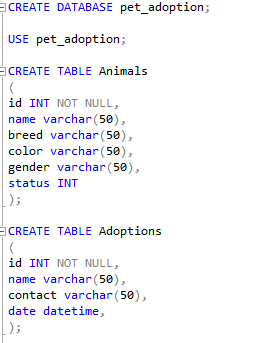 CREATE DATABASE pet_adoption;
USE pet_adoption;
CREATE TABLE Animals
(
id INT NOT NULL,
name varchar(50),
breed varchar(50),
color varchar(50),
gender varchar(50),
status INT
);
CREATE TABLE Adoptions
(
id INT NOT NULL,
name varchar(50),
contact varchar(50),
date datetime,
);